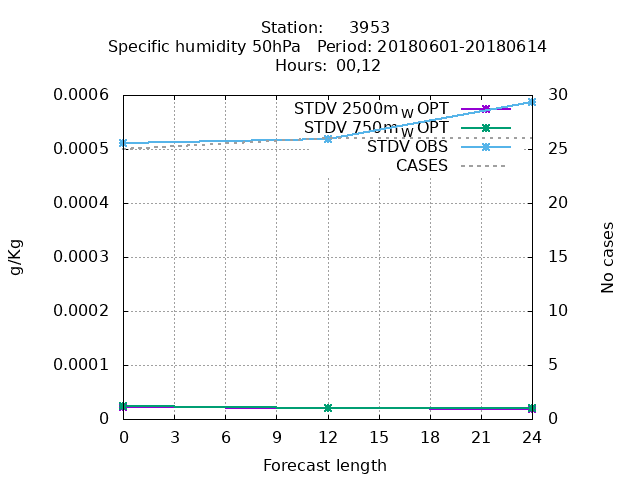 Station: 3953
Specific humidity 50hPa Period: 20180601-20180614
Hours: 00,12
0.0006 STDV 2500m_W OPT 30
STDV 750m_W OPT
0.0005 STDV OBS 25
CASES
0.0004 20
0.0003 15
0.0002 10
0.0001 5
0 0
g/Kg
No cases
0 3 6 9 12 15 18 21 24
Forecast length